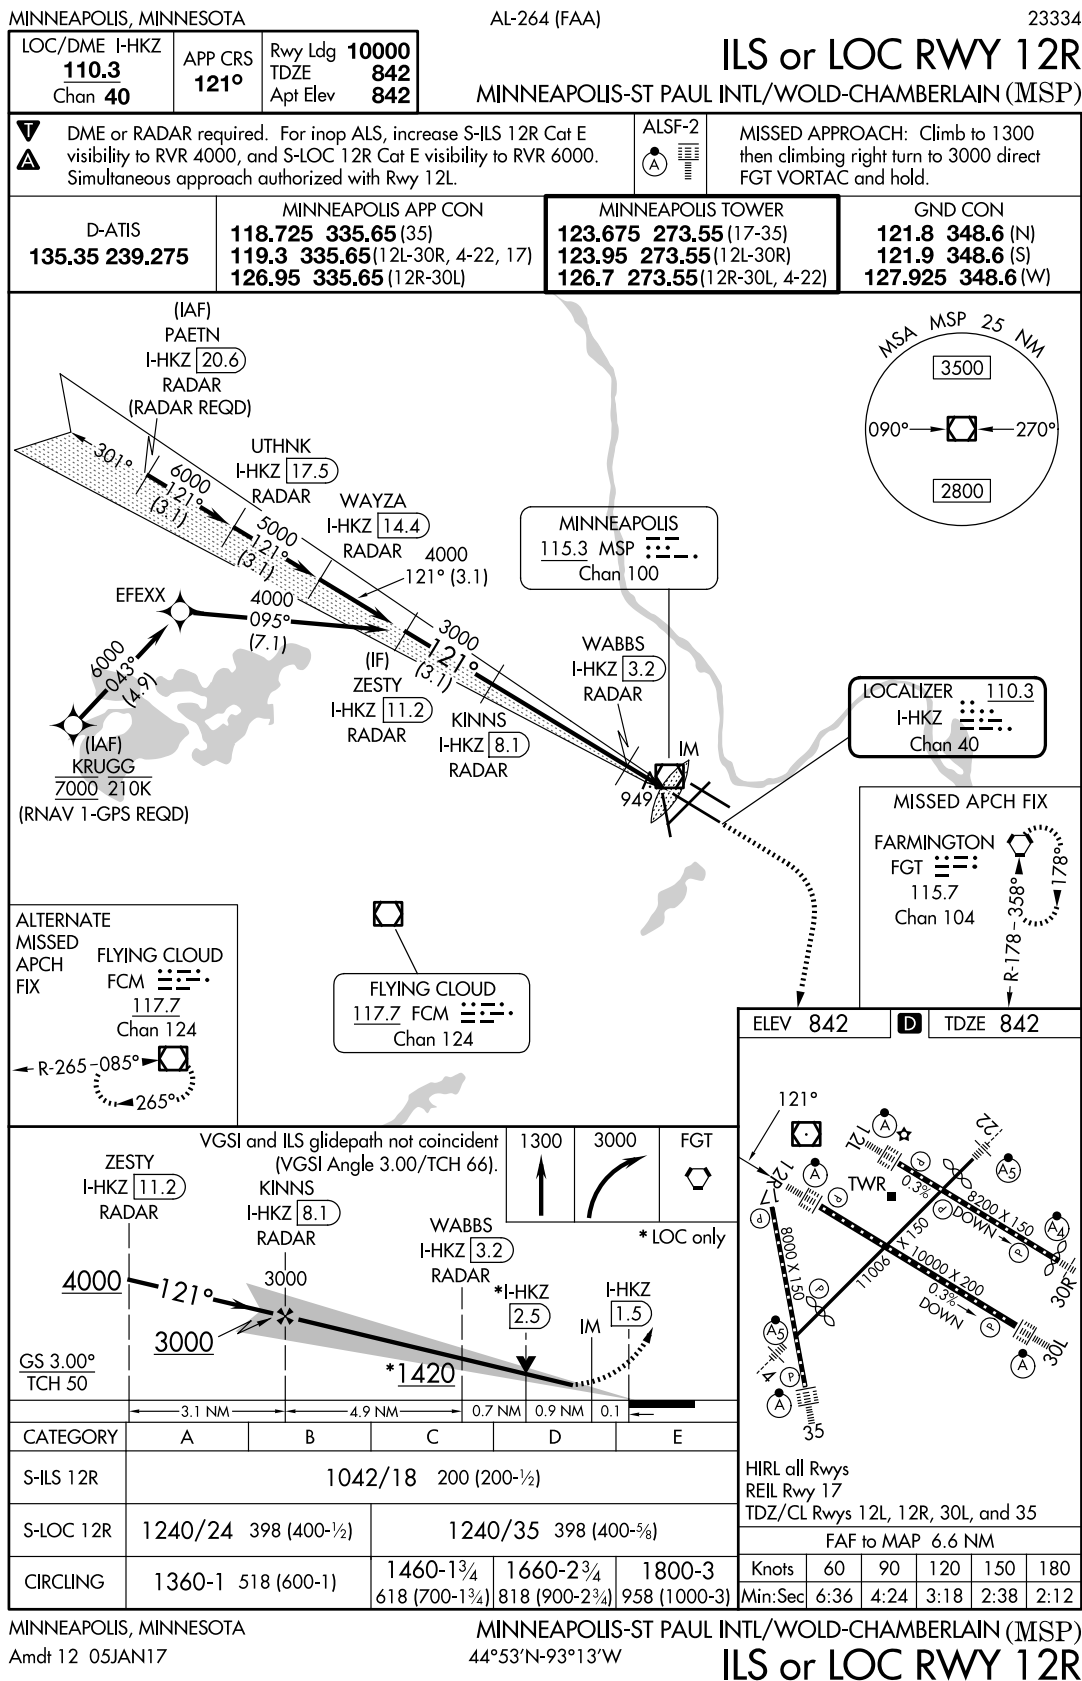 MINNEAPOLIS, MINNESOTA
AL-264 (FAA)
23334
LOC/DME I-HKZ
110.3
Chan 40
APP CRS
121°
Rwy Ldg 10000
TDZE 842
Apt Elev 842
ILS or LOC RWY 12R
MINNEAPOLIS-ST PAUL INTL/WOLD-CHAMBERLAIN (MSP)
T
A
DME or RADAR required. For inop ALS, increase S-ILS 12R Cat E
visibility to RVR 4000, and S-LOC 12R Cat E visibility to RVR 6000.
Simultaneous approach authorized with Rwy 12L.
ALSF-2
A
MISSED APPROACH: Climb to 1300
then climbing right turn to 3000 direct
FGT VORTAC and hold.
D-ATIS
135.35 239.275
MINNEAPOLIS APP CON
118.725 335.65 (35)
119.3 335.65 (12L-30R, 4-22, 17)
126.95 335.65 (12R-30L)
MINNEAPOLIS TOWER
123.675 273.55 (17-35)
123.95 273.55 (12L-30R)
126.7 273.55 (12R-30L, 4-22)
GND CON
121.8 348.6 (N)
121.9 348.6 (S)
127.925 348.6 (W)
(IAF)
PAETN
I-HKZ 20.6
RADAR
(RADAR REQD)
301°
6000
121°
(3.1)
UTHNK
I-HKZ 17.5
RADAR
5000
121°
(3.1)
WAYZA
I-HKZ 14.4
RADAR
4000
121° (3.1)
EFEXX
4000
095°
(7.1)
6000
043°
(4.9)
(IAF)
KRUGG
7000 210K
(RNAV 1-GPS REQD)
(IF)
ZESTY
I-HKZ 11.2
RADAR
3000
121°
(3.1)
KINNS
I-HKZ 8.1
RADAR
WABBS
I-HKZ 3.2
RADAR
MINNEAPOLIS
115.3 MSP
Chan 100
IM
949
MSA MSP 25 NM
3500
090°
270°
2800
LOCALIZER 110.3
I-HKZ
Chan 40
MISSED APCH FIX
FARMINGTON
FGT
115.7
Chan 104
R-178
358°
178°
ALTERNATE
MISSED
APCH
FIX
FLYING CLOUD
FCM
117.7
Chan 124
R-265
085°
265°
FLYING CLOUD
117.7 FCM
Chan 124
ELEV 842
D
TDZE 842
121°
12L
A
22
A5
P
0.3%
8200 X 150
DOWN
P
A4
30R
TWR
12R
A
P
17
P
8000 X 150
11006 X 150
P
10000 X 200
0.3%
DOWN
P
30L
A
P
A5
4
P
A
35
HIRL all Rwys
REIL Rwy 17
TDZ/CL Rwys 12L, 12R, 30L, and 35
FAF to MAP 6.6 NM
Knots 60 90 120 150 180
Min:Sec 6:36 4:24 3:18 2:38 2:12
VGSI and ILS glidepath not coincident
(VGSI Angle 3.00/TCH 66).
1300
3000
FGT
ZESTY
I-HKZ 11.2
RADAR
KINNS
I-HKZ 8.1
RADAR
WABBS
I-HKZ 3.2
RADAR
* LOC only
4000
121°
3000
3000
*I-HKZ
2.5
IM
I-HKZ
1.5
*1420
GS 3.00°
TCH 50
3.1 NM
4.9 NM
0.7 NM
0.9 NM
0.1
CATEGORY A B C D E
S-ILS 12R 1042/18 200 (200-½)
S-LOC 12R 1240/24 398 (400-½) 1240/35 398 (400-⅝)
CIRCLING 1360-1 518 (600-1)
1460-1¾
618 (700-1¾)
1660-2¾
818 (900-2¾)
1800-3
958 (1000-3)
MINNEAPOLIS, MINNESOTA
Amdt 12 05JAN17
44°53'N-93°13'W
MINNEAPOLIS-ST PAUL INTL/WOLD-CHAMBERLAIN (MSP)
ILS or LOC RWY 12R